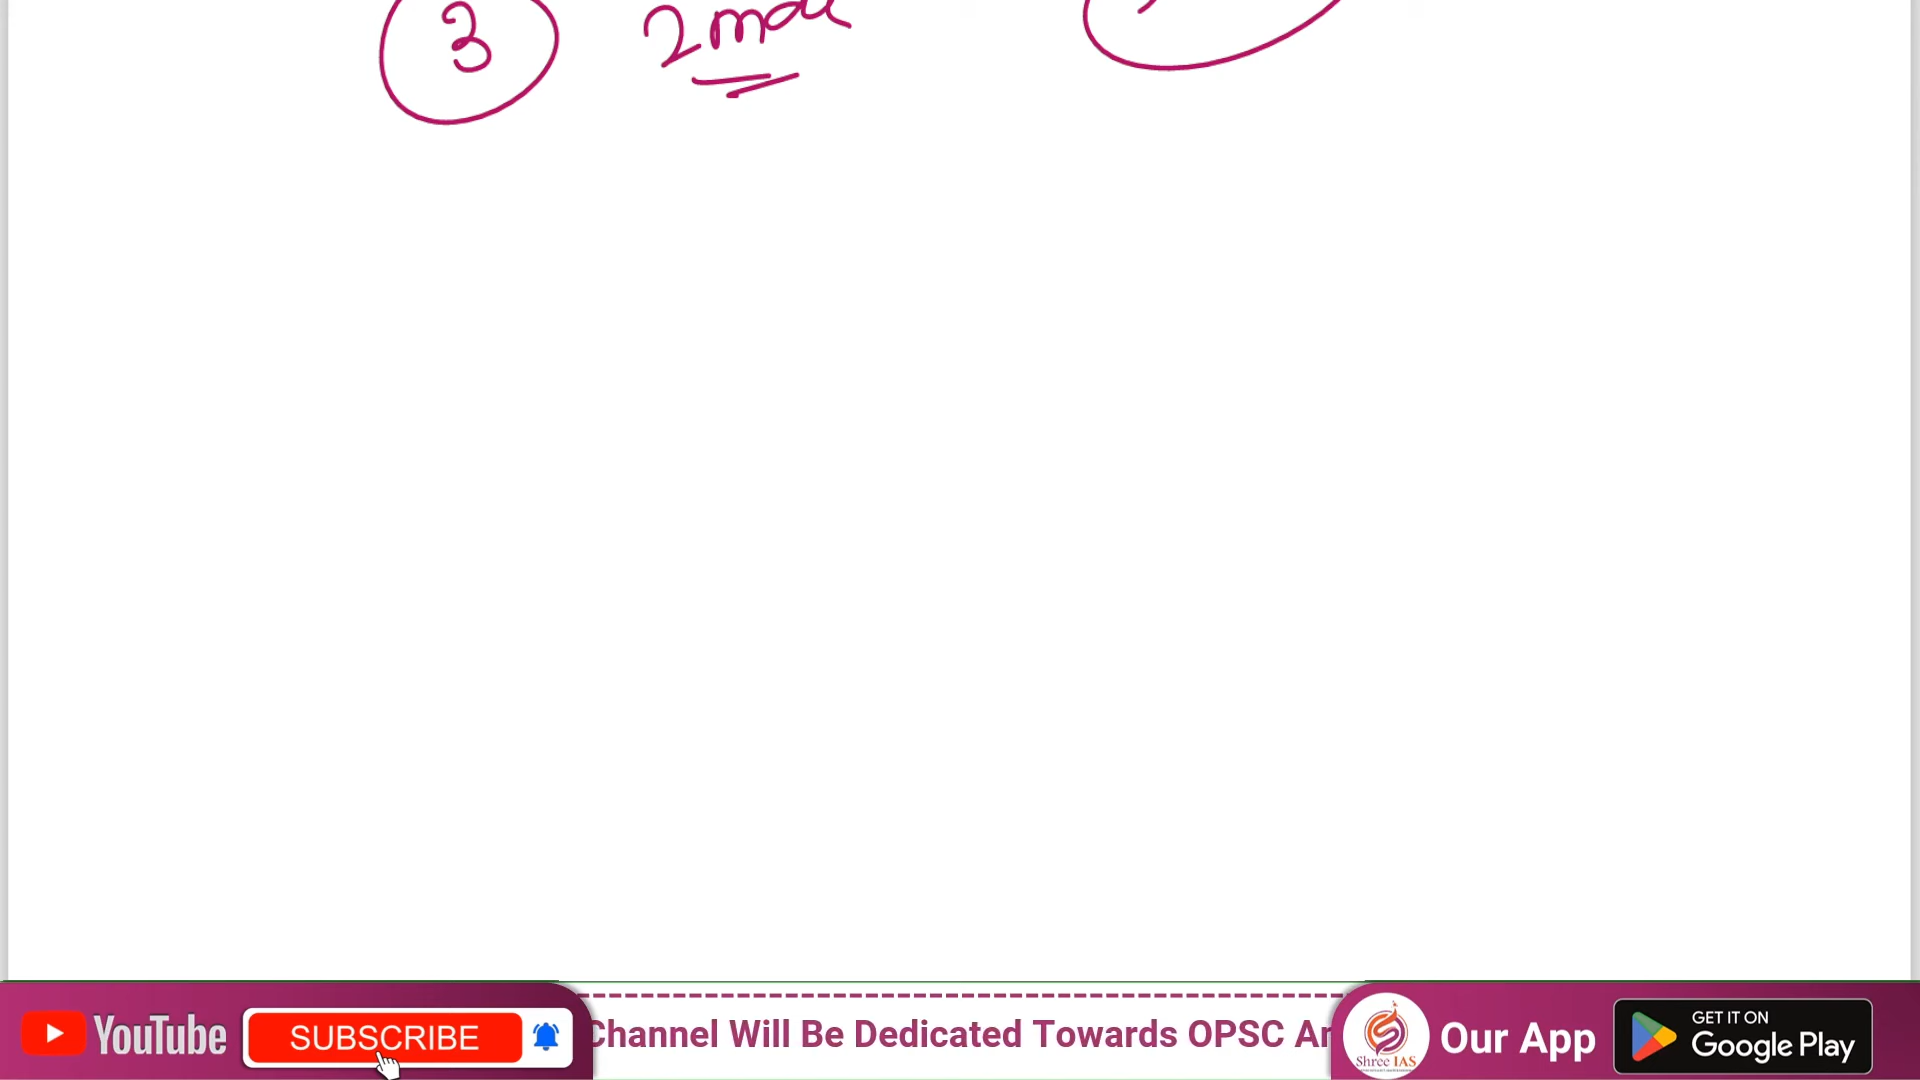 3 2
YouTube SUBSCRIBE Channel Will Be Dedicated Towards OPSC Ar
Shree IAS
Our App
GET IT ON
Google Play